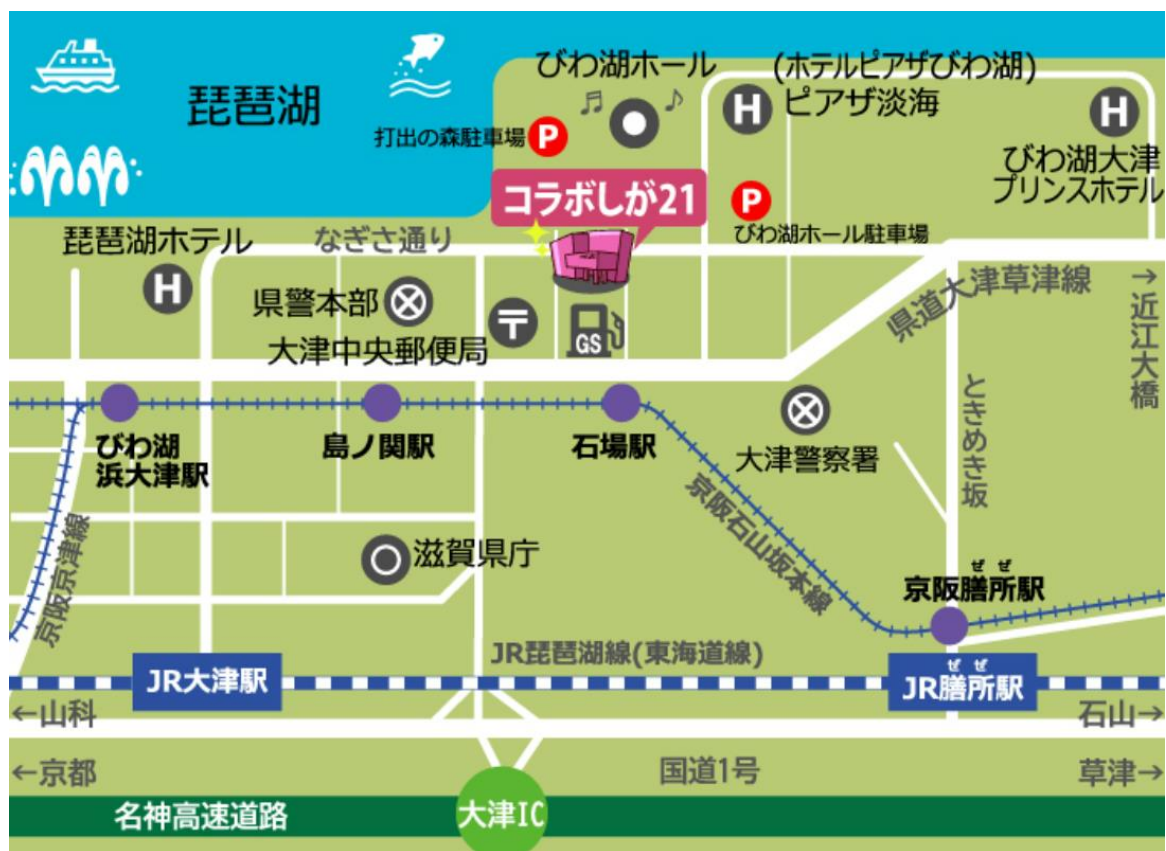 びわ湖ホール
(ホテルピアザびわ湖)
ピアザ淡海
H
H
琵琶湖
打出の森駐車場
P
びわ湖大津
プリンスホテル
コラボしが21
P
びわ湖ホール駐車場
琵琶湖ホテル
なぎさ通り
H
県警本部
〒
大津中央郵便局
GS
県道大津草津線
→近江大橋
びわ湖
浜大津駅
島ノ関駅
石場駅
大津警察署
ときめき坂
京阪京津線
滋賀県庁
京阪石山坂本線
ぜ ぜ
京阪膳所駅
JR琵琶湖線(東海道線)
JR大津駅
ぜ ぜ
JR膳所駅
←山科
石山→
←京都
国道1号
草津→
名神高速道路
大津IC